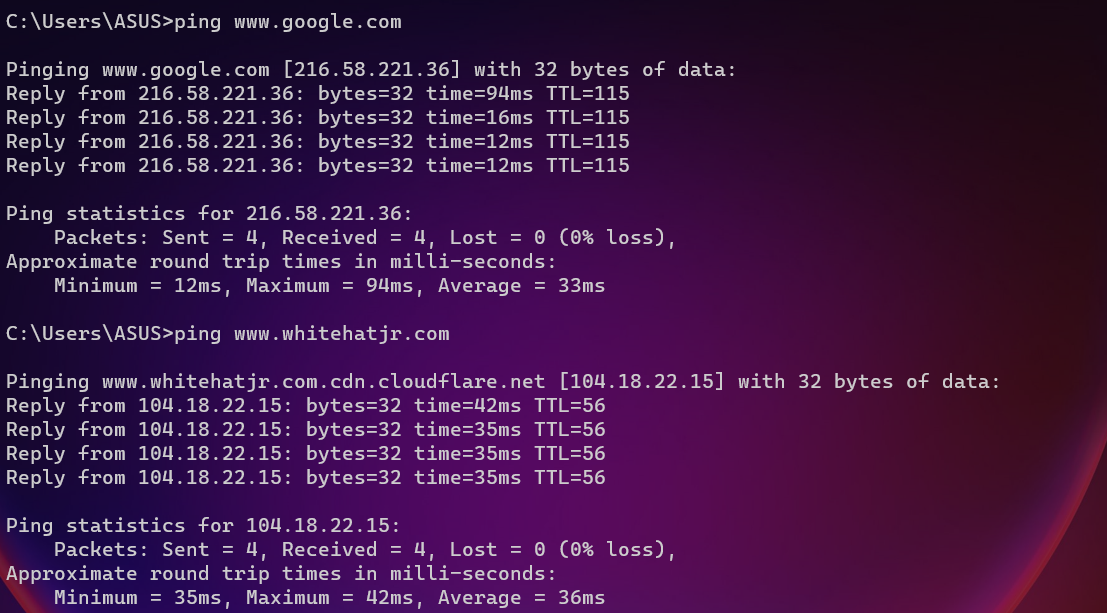 C:\Users\ASUS>ping www.google.com
Pinging www.google.com [216.58.221.36] with 32 bytes of data:
Reply from 216.58.221.36: bytes=32 time=94ms TTL=115
Reply from 216.58.221.36: bytes=32 time=16ms TTL=115
Reply from 216.58.221.36: bytes=32 time=12ms TTL=115
Reply from 216.58.221.36: bytes=32 time=12ms TTL=115
Ping statistics for 216.58.221.36:
    Packets: Sent = 4, Received = 4, Lost = 0 (0% loss),
Approximate round trip times in milli-seconds:
    Minimum = 12ms, Maximum = 94ms, Average = 33ms
C:\Users\ASUS>ping www.whitehatjr.com
Pinging www.whitehatjr.com.cdn.cloudflare.net [104.18.22.15] with 32 bytes of data:
Reply from 104.18.22.15: bytes=32 time=42ms TTL=56
Reply from 104.18.22.15: bytes=32 time=35ms TTL=56
Reply from 104.18.22.15: bytes=32 time=35ms TTL=56
Reply from 104.18.22.15: bytes=32 time=35ms TTL=56
Ping statistics for 104.18.22.15:
    Packets: Sent = 4, Received = 4, Lost = 0 (0% loss),
Approximate round trip times in milli-seconds:
    Minimum = 35ms, Maximum = 42ms, Average = 36ms